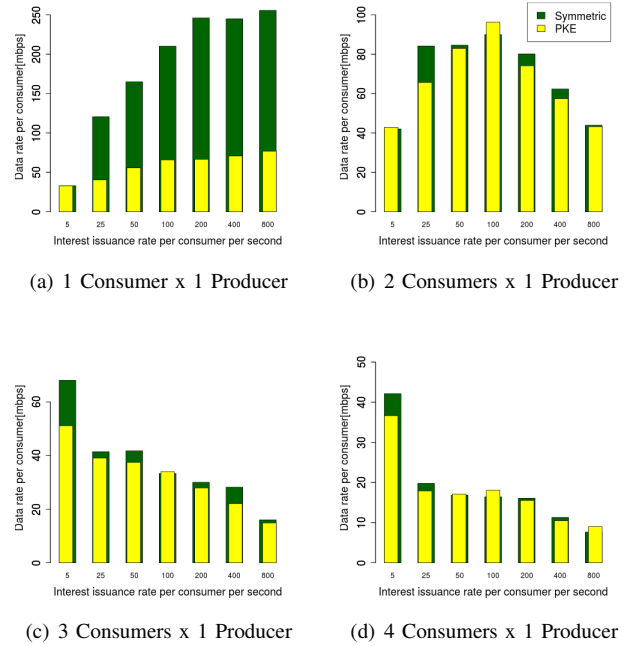 Data rate per consumer[mbps]
0 50 100 150 200 250
5 25 50 100 200 400 800
Interest issuance rate per consumer per second
(a) 1 Consumer x 1 Producer
Symmetric
PKE
Data rate per consumer[mbps]
0 20 40 60 80 100
5 25 50 100 200 400 800
Interest issuance rate per consumer per second
(b) 2 Consumers x 1 Producer
Data rate per consumer[mbps]
0 20 40 60
5 25 50 100 200 400 800
Interest issuance rate per consumer per second
(c) 3 Consumers x 1 Producer
Data rate per consumer[mbps]
0 10 20 30 40 50
5 25 50 100 200 400 800
Interest issuance rate per consumer per second
(d) 4 Consumers x 1 Producer